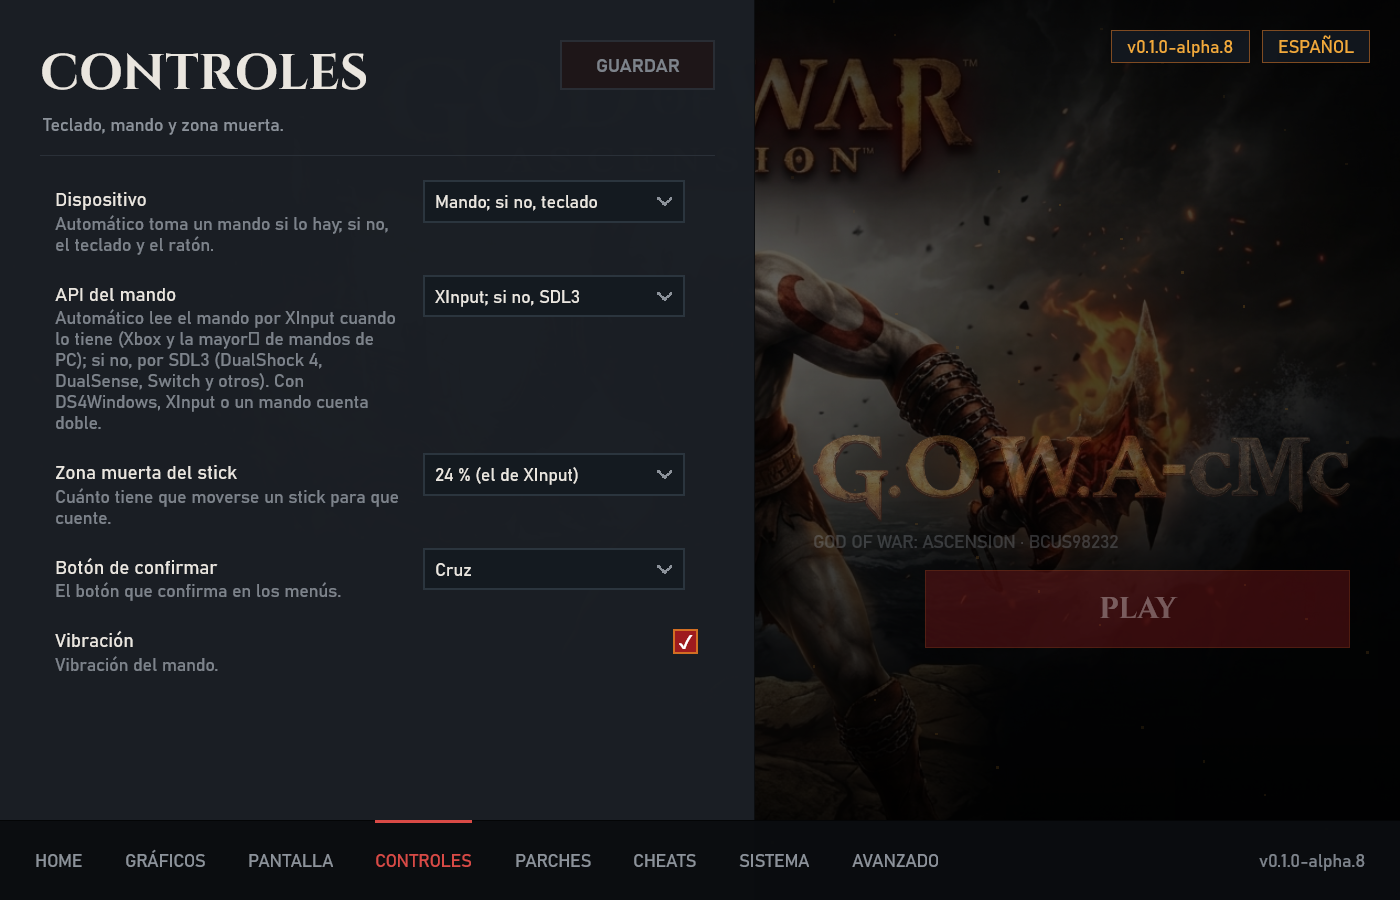 CONTROLES
GUARDAR
Teclado, mando y zona muerta.
Dispositivo
Automático toma un mando si lo hay; si no,
el teclado y el ratón.
Mando; si no, teclado
API del mando
Automático lee el mando por XInput cuando
lo tiene (Xbox y la mayor□ de mandos de
PC); si no, por SDL3 (DualShock 4,
DualSense, Switch y otros). Con
DS4Windows, XInput o un mando cuenta
doble.
XInput; si no, SDL3
Zona muerta del stick
Cuánto tiene que moverse un stick para que
cuente.
24 % (el de XInput)
Botón de confirmar
El botón que confirma en los menús.
Cruz
Vibración
Vibración del mando.
v0.1.0-alpha.8
ESPAÑOL
WAR™
ION™
G.O.W.A-cMc
GOD OF WAR: ASCENSION · BCUS98232
PLAY
HOME
GRÁFICOS
PANTALLA
CONTROLES
PARCHES
CHEATS
SISTEMA
AVANZADO
v0.1.0-alpha.8